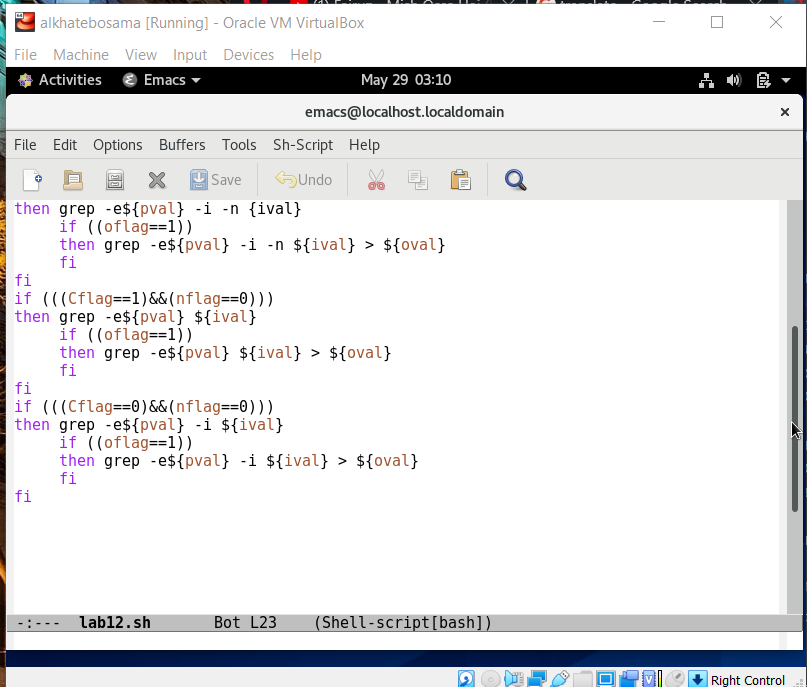 alkhatebosama [Running] - Oracle VM VirtualBox
File Machine View Input Devices Help
Activities Emacs May 29 03:10
emacs@localhost.localdomain
File Edit Options Buffers Tools Sh-Script Help
Save Undo
then grep -e${pval} -i -n {ival}
     if ((oflag==1))
     then grep -e${pval} -i -n ${ival} > ${oval}
     fi
fi
if (((Cflag==1)&&(nflag==0)))
then grep -e${pval} ${ival}
     if ((oflag==1))
     then grep -e${pval} ${ival} > ${oval}
     fi
fi
if (((Cflag==0)&&(nflag==0)))
then grep -e${pval} -i ${ival}
     if ((oflag==1))
     then grep -e${pval} -i ${ival} > ${oval}
     fi
fi
-:--- lab12.sh Bot L23 (Shell-script[bash])
Right Control